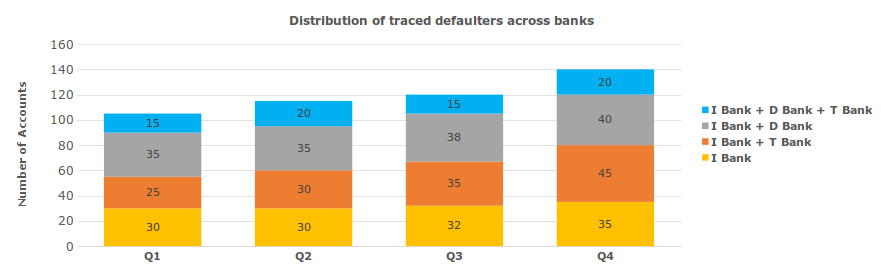 Distribution of traced defaulters across banks
Number of Accounts
160
140
120
100
80
60
40
20
0
15
35
25
30
20
35
30
30
15
38
35
32
20
40
45
35
Q1
Q2
Q3
Q4
I Bank + D Bank + T Bank
I Bank + D Bank
I Bank + T Bank
I Bank